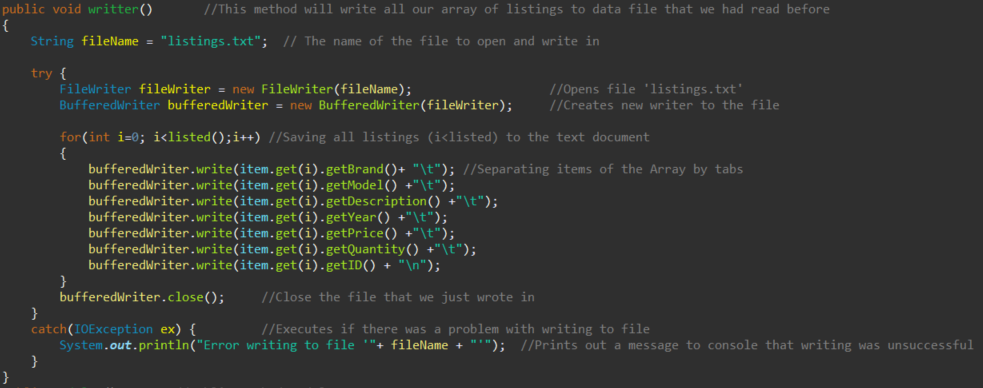 public void writter()       //This method will write all our array of listings to data file that we had read before
{
    String fileName = "listings.txt";  // The name of the file to open and write in

    try {
        FileWriter fileWriter = new FileWriter(fileName);                   //Opens file 'listings.txt'
        BufferedWriter bufferedWriter = new BufferedWriter(fileWriter);     //Creates new writer to the file

        for(int i=0; i<listed();i++) //Saving all listings (i<listed) to the text document
        {
            bufferedWriter.write(item.get(i).getBrand()+ "\t"); //Separating items of the Array by tabs
            bufferedWriter.write(item.get(i).getModel() +"\t");
            bufferedWriter.write(item.get(i).getDescription() +"\t");
            bufferedWriter.write(item.get(i).getYear() +"\t");
            bufferedWriter.write(item.get(i).getPrice() +"\t");
            bufferedWriter.write(item.get(i).getQuantity() +"\t");
            bufferedWriter.write(item.get(i).getID() + "\n");
        }
        bufferedWriter.close();     //Close the file that we just wrote in
    }
    catch(IOException ex) {         //Executes if there was a problem with writing to file
        System.out.println("Error writing to file '"+ fileName + "'");  //Prints out a message to console that writing was unsuccessful
    }
}